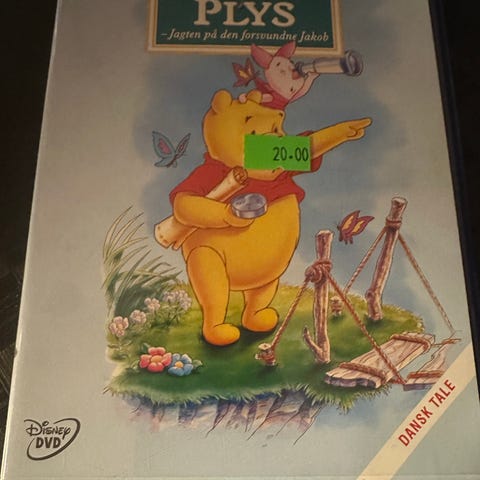 PLYS
– Jagten på den forsvundne Jakob
20.00
DISNEY
DVD
DANSK TALE